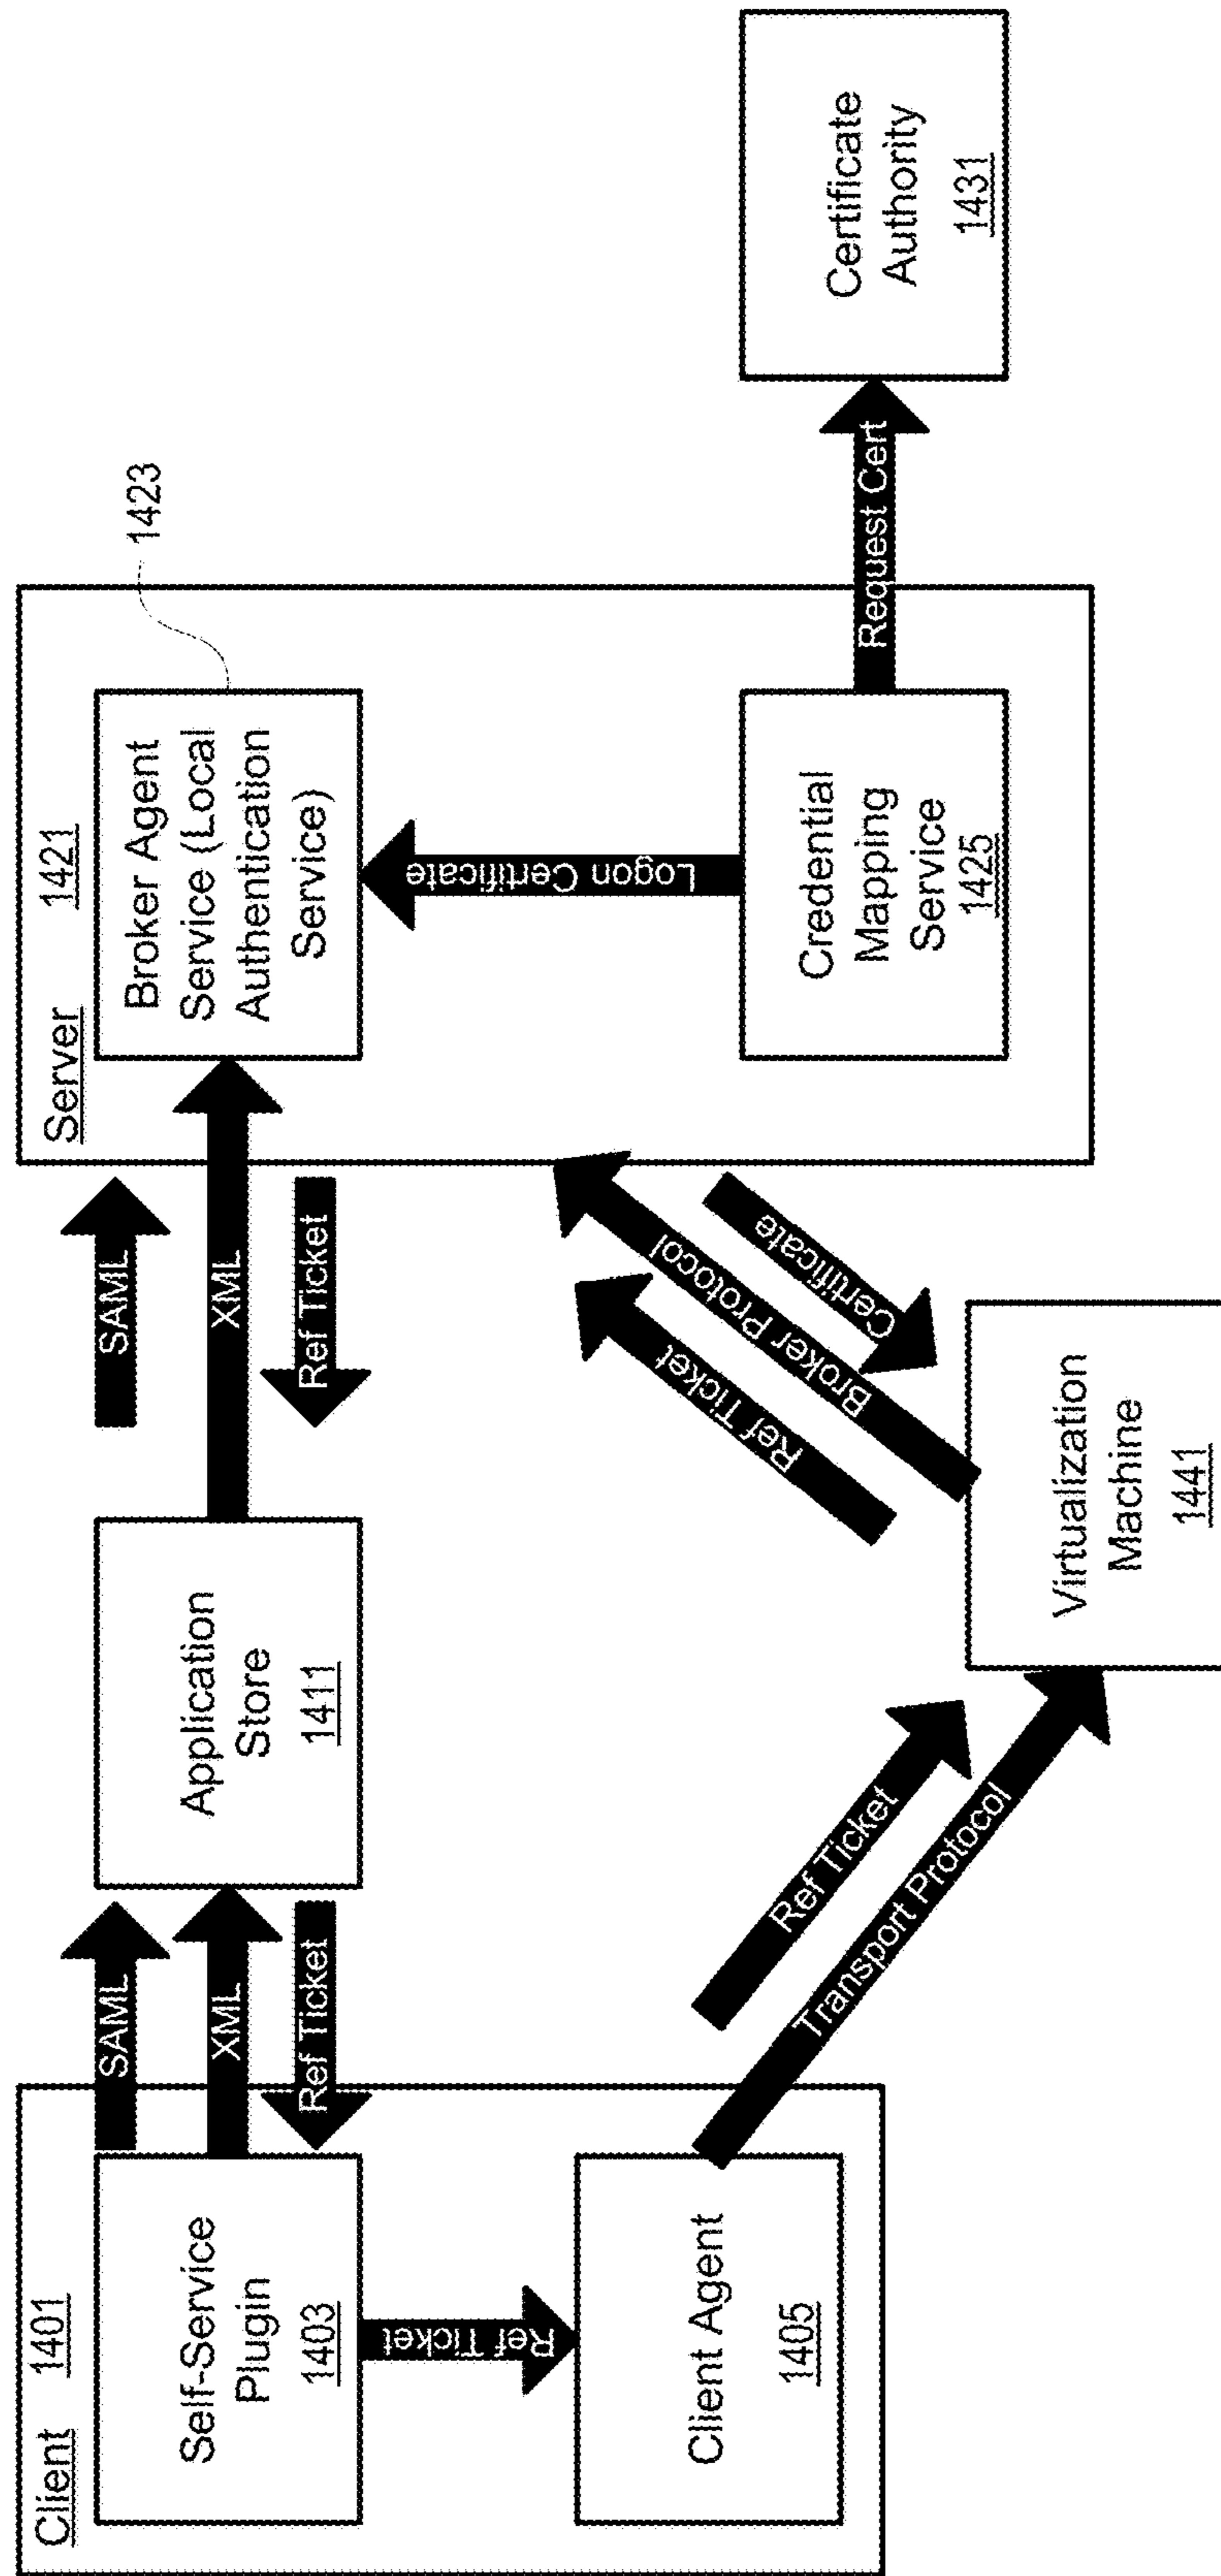 Client 1401
Self-Service
Plugin
1403
Ref Ticket
Client Agent
1405
SAML
XML
Ref Ticket
Application
Store
1411
SAML
XML
Ref Ticket
Ref Ticket
Transport Protocol
Virtualization
Machine
1441
Ref Ticket
Broker Protocol
Certificate
Server 1421
Broker Agent
Service (Local
Authentication
Service)
1423
Logon Certificate
Credential
Mapping
Service
1425
Request Cert
Certificate
Authority
1431